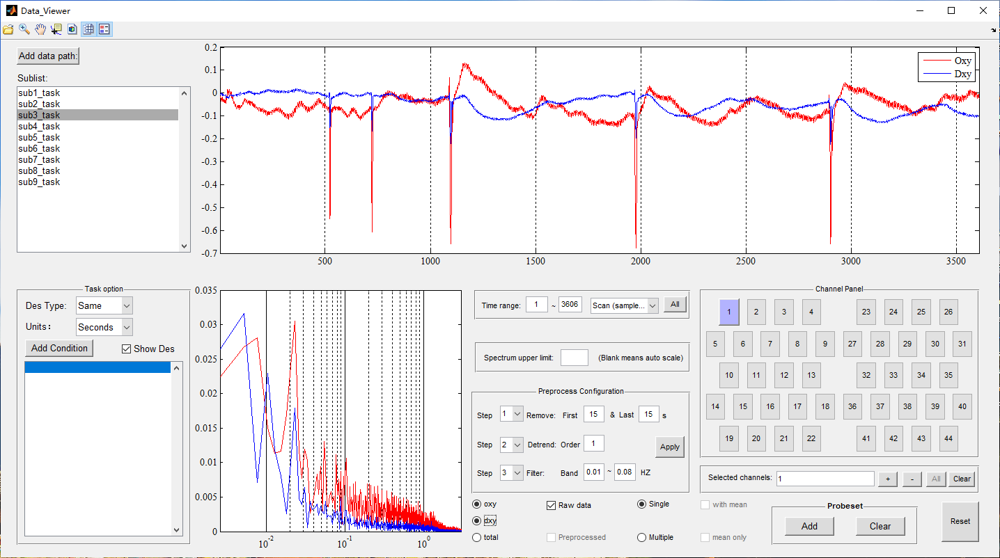 Data_Viewer
Add data path:
Sublist:
sub1_task
sub2_task
sub3_task
sub4_task
sub5_task
sub6_task
sub7_task
sub8_task
sub9_task
0.2
0.1
0
-0.1
-0.2
-0.3
-0.4
-0.5
-0.6
-0.7
500 1000 1500 2000 2500 3000 3500
Oxy
Dxy
Task option
Des Type: Same
Units: Seconds
Add Condition Show Des
0.035
0.03
0.025
0.02
0.015
0.01
0.005
0
10^-2 10^-1 10^0
Time range: 1 ~ 3606 Scan (sample... All
Spectrum upper limit: (Blank means auto scale)
Preprocess Configuration
Step 1 Remove: First 15 & Last 15 s
Step 2 Detrend: Order 1
Apply
Step 3 Filter: Band 0.01 ~ 0.08 HZ
oxy Raw data Single with mean
dxy
total Preprocessed Multiple mean only
Channel Panel
1 2 3 4 23 24 25 26
5 6 7 8 9 27 28 29 30 31
10 11 12 13 32 33 34 35
14 15 16 17 18 36 37 38 39 40
19 20 21 22 41 42 43 44
Selected channels: 1 + - All Clear
Probeset
Add Clear
Reset